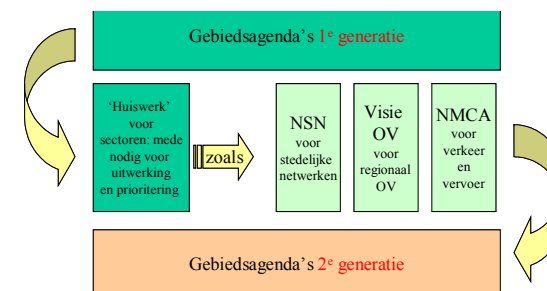 Gebiedsagenda's 1e generatie
'Huiswerk'
voor
sectoren: mede
nodig voor
uitwerking
en prioritering
zoals
NSN
voor
stedelijke
netwerken
Visie
OV
voor
regionaal
OV
NMCA
voor
verkeer
en
vervoer
Gebiedsagenda's 2e generatie